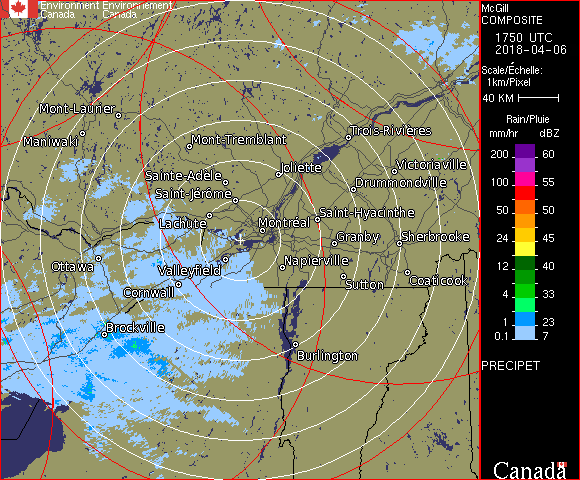 Environment Environnement
Canada Canada
McGill
COMPOSITE
1750 UTC
2018-04-06
Scale/Échelle:
1km/Pixel
40 KM
Rain/Pluie
mm/hr dBZ
200 60
100 55
50 50
24 45
12 40
4 33
1 23
0.1 7
PRECIPET
Canada
Mont-Laurier
Maniwaki
Mont-Tremblant
Trois-Rivières
Joliette
Victoriaville
Sainte-Adèle
Drummondville
Saint-Jérôme
Lachute
Saint-Hyacinthe
Montréal
Granby
Sherbrooke
Ottawa
Valleyfield
Napierville
Sutton
Coaticook
Cornwall
Brockville
Burlington